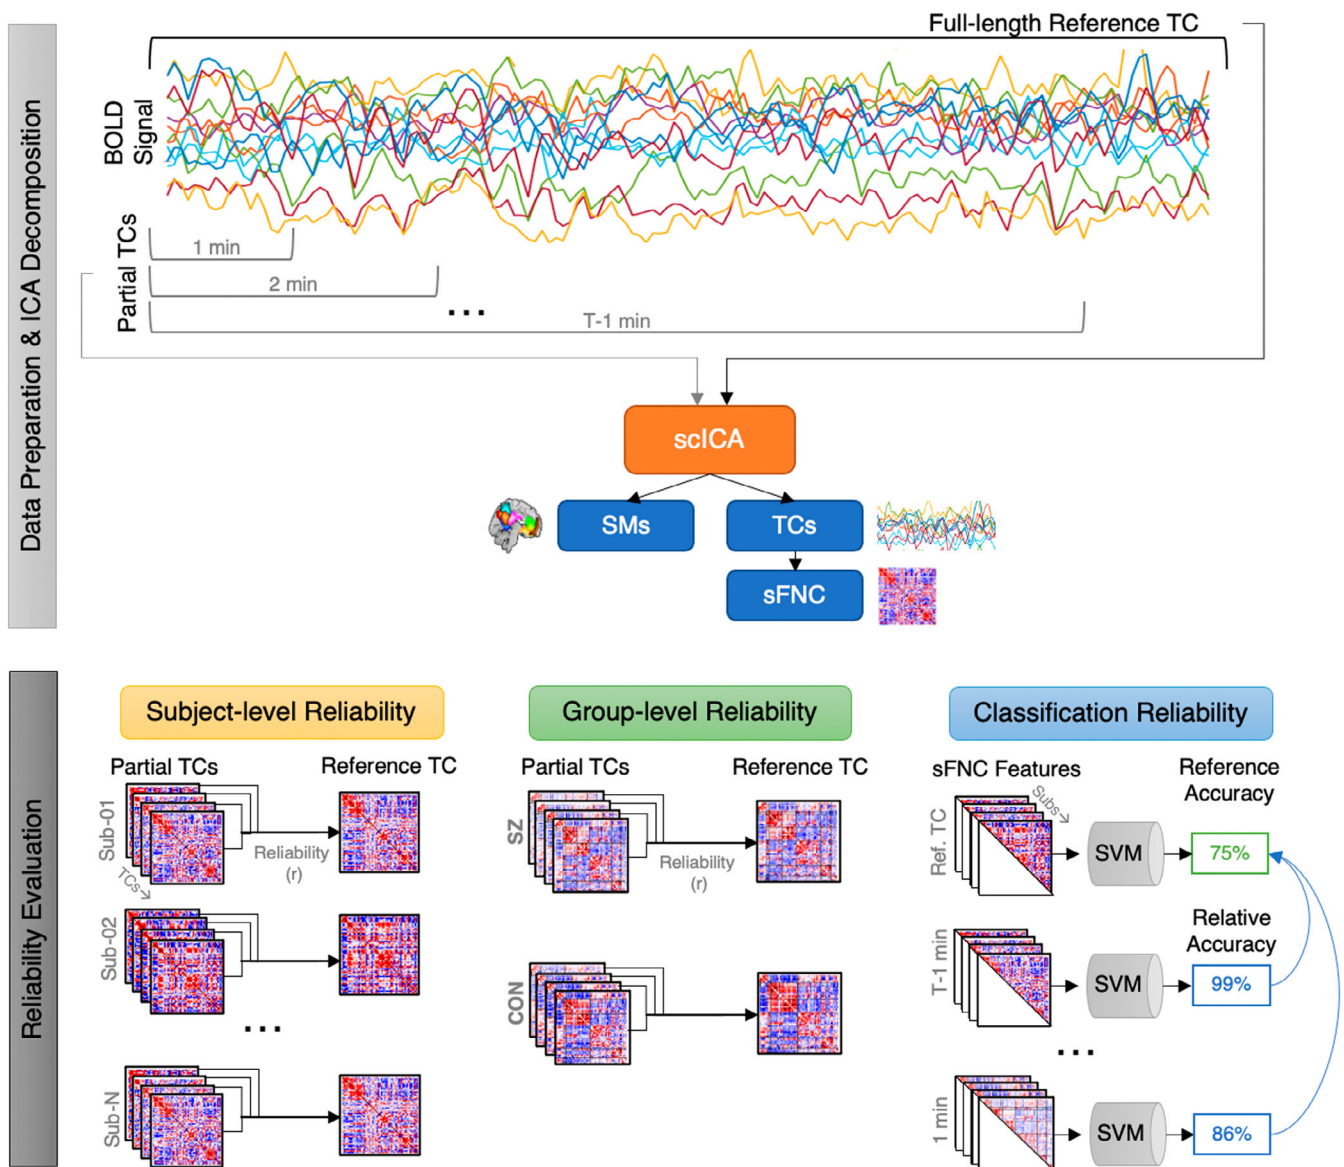 Full-length Reference TC
Data Preparation & ICA Decomposition
BOLD
Signal
Partial TCs
1 min
2 min
...
T-1 min
scICA
SMs
TCs
sFNC
Reliability Evaluation
Subject-level Reliability
Partial TCs
Reference TC
Sub-01
Reliability
(r)
TCs
Sub-02
...
Sub-N
Group-level Reliability
Partial TCs
Reference TC
SZ
Reliability
(r)
CON
Classification Reliability
sFNC Features
Reference
Accuracy
Subs
Ref. TC
SVM
75%
Relative
Accuracy
T-1 min
SVM
99%
...
1 min
SVM
86%